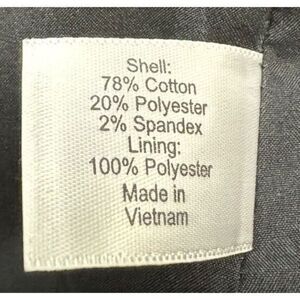 Shell:
78% Cotton
20% Polyester
2% Spandex
Lining:
100% Polyester
Made in
Vietnam